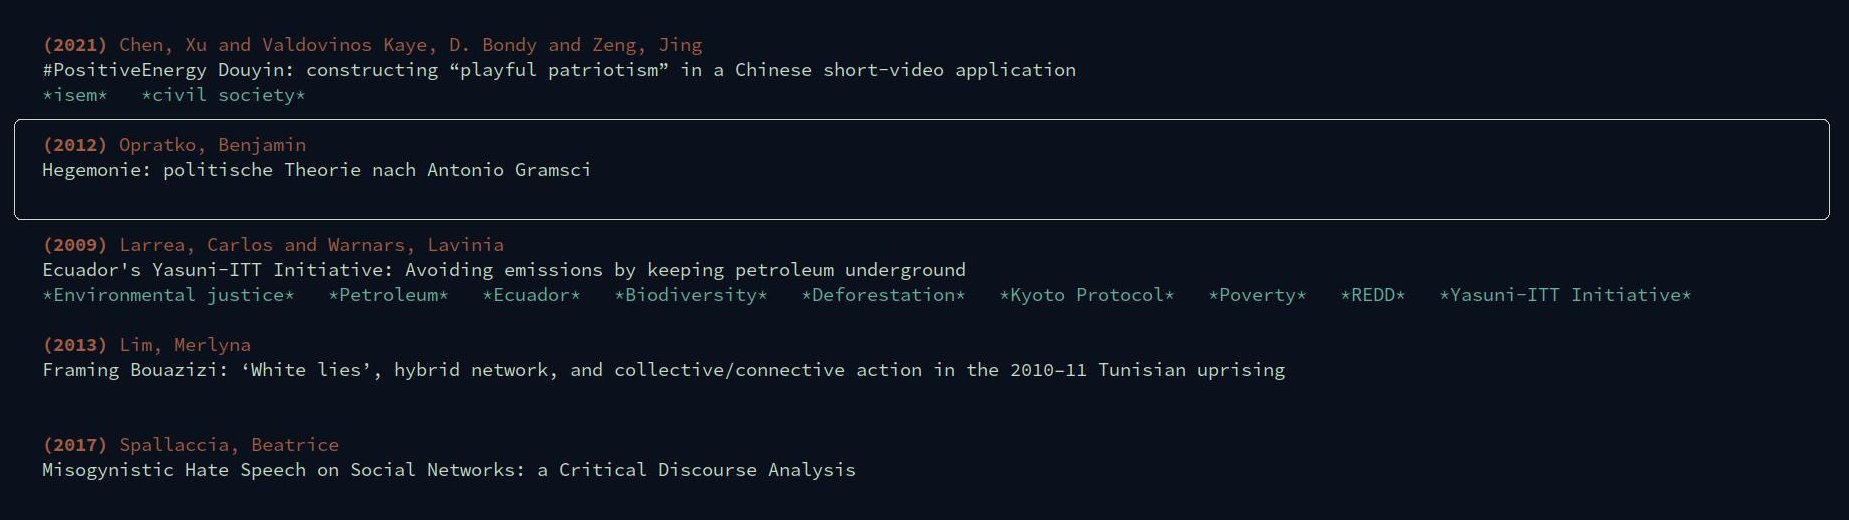 (2021) Chen, Xu and Valdovinos Kaye, D. Bondy and Zeng, Jing
#PositiveEnergy Douyin: constructing “playful patriotism” in a Chinese short-video application
*isem* *civil society*
(2012) Opratko, Benjamin
Hegemonie: politische Theorie nach Antonio Gramsci
(2009) Larrea, Carlos and Warnars, Lavinia
Ecuador's Yasuni-ITT Initiative: Avoiding emissions by keeping petroleum underground
*Environmental justice* *Petroleum* *Ecuador* *Biodiversity* *Deforestation* *Kyoto Protocol* *Poverty* *REDD* *Yasuni-ITT Initiative*
(2013) Lim, Merlyna
Framing Bouazizi: ‘White lies’, hybrid network, and collective/connective action in the 2010–11 Tunisian uprising
(2017) Spallaccia, Beatrice
Misogynistic Hate Speech on Social Networks: a Critical Discourse Analysis